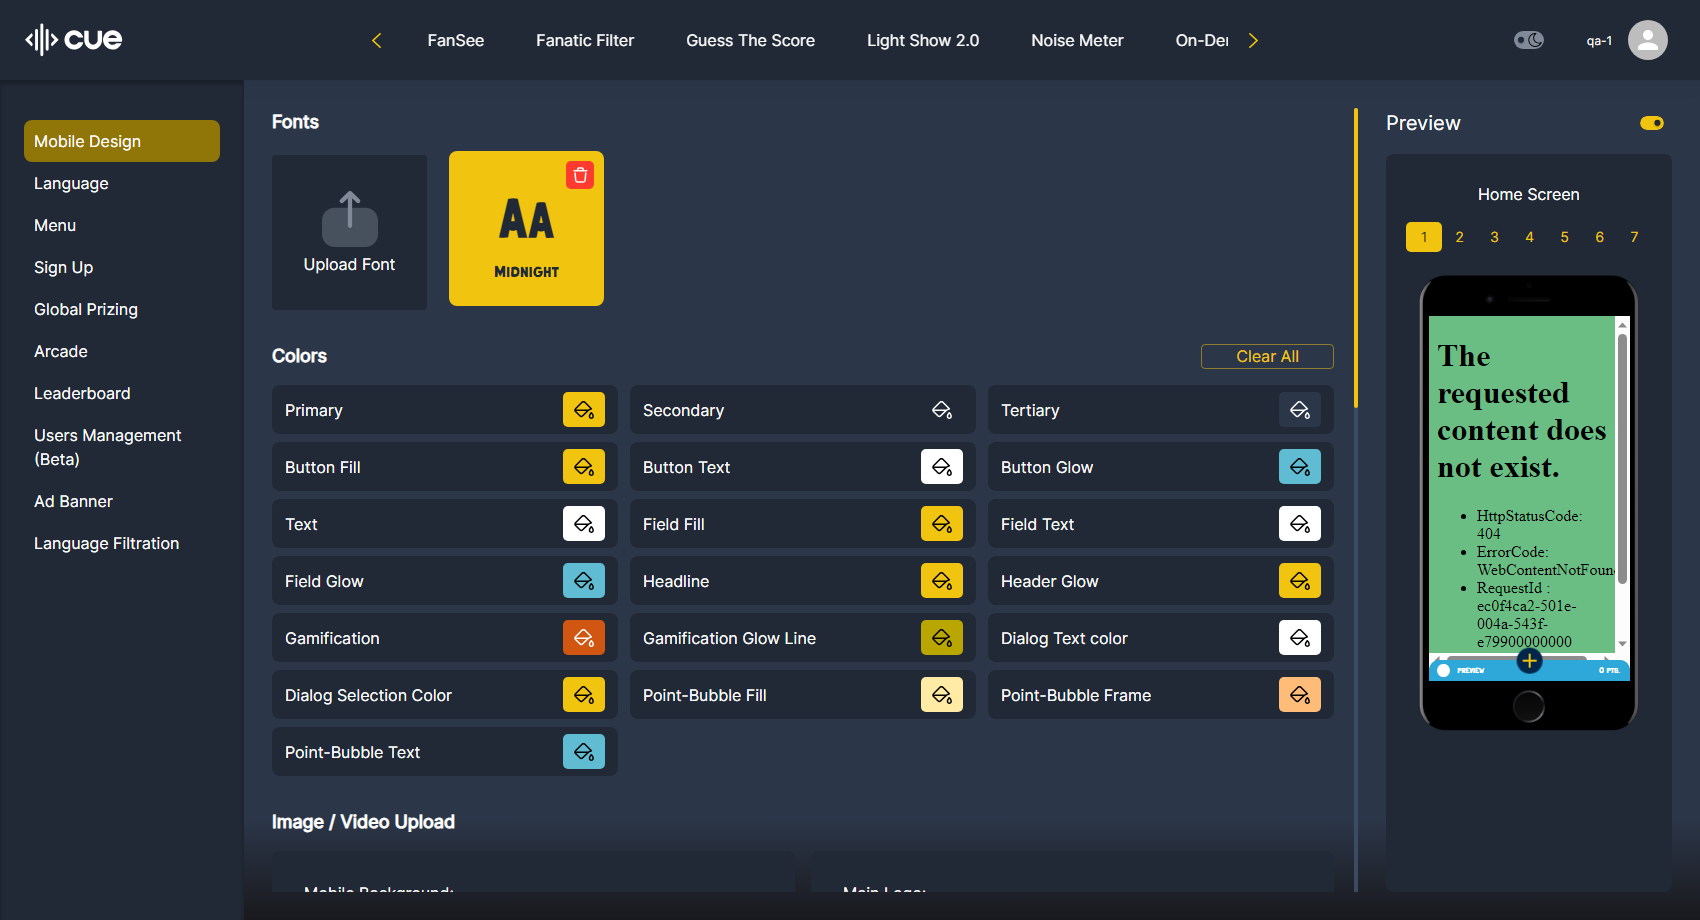 cue
FanSee
Fanatic Filter
Guess The Score
Light Show 2.0
Noise Meter
On-De
qa-1
Mobile Design
Language
Menu
Sign Up
Global Prizing
Arcade
Leaderboard
Users Management
(Beta)
Ad Banner
Language Filtration
Fonts
Upload Font
AA
MIDNIGHT
Colors
Clear All
Primary
Secondary
Tertiary
Button Fill
Button Text
Button Glow
Text
Field Fill
Field Text
Field Glow
Headline
Header Glow
Gamification
Gamification Glow Line
Dialog Text color
Dialog Selection Color
Point-Bubble Fill
Point-Bubble Frame
Point-Bubble Text
Image / Video Upload
Mobile Background:
Main Logo:
Preview
Home Screen
1 2 3 4 5 6 7
The
requested
content does
not exist.
• HttpStatusCode:
404
• ErrorCode:
WebContentNotFoun
• RequestId :
ec0f4ca2-501e-
004a-543f-
e79900000000
PREVIEW
0 PTS.